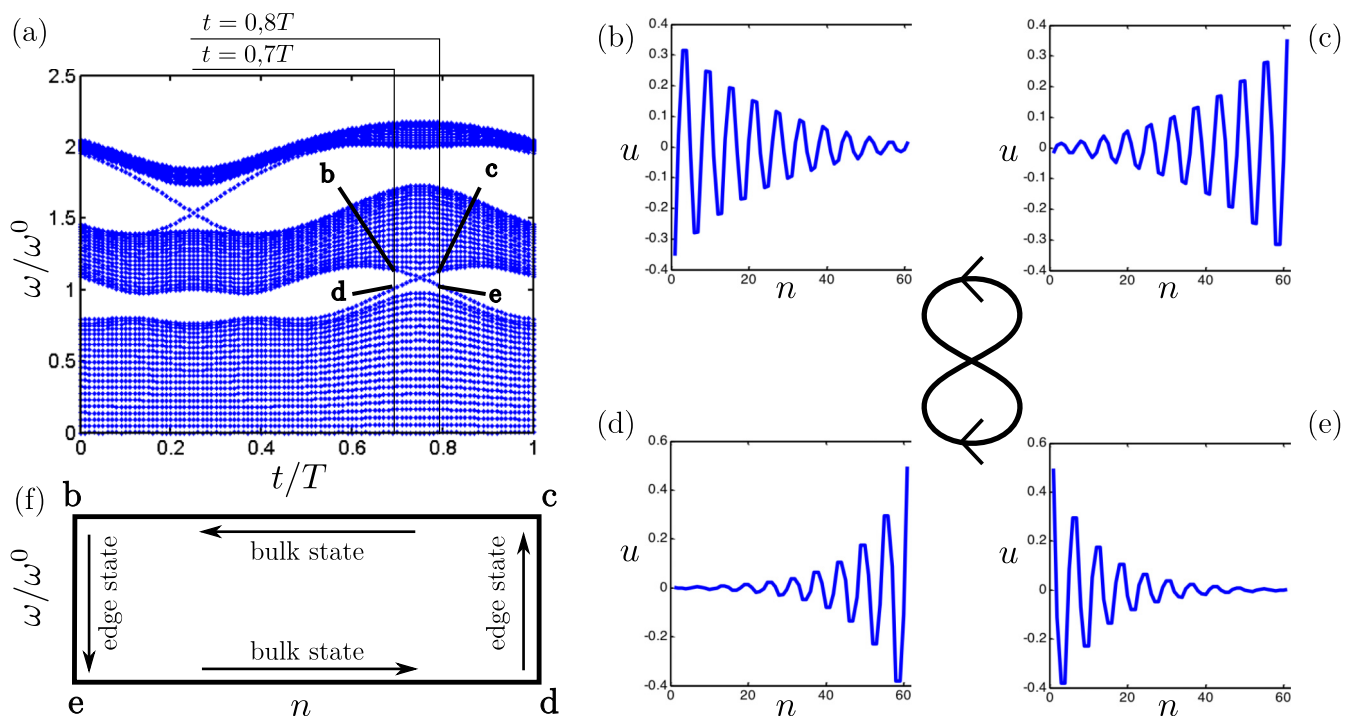 (a)
t = 0,8T
t = 0,7T
2.5
2
1.5
1
0.5
0
ω/ω⁰
0 0.2 0.4 0.6 0.8 1
t/T
b
c
d
e
(b)
0.4
0.3
0.2
0.1
0
-0.1
-0.2
-0.3
-0.4
u
0 20 40 60
n
(c)
0.4
0.3
0.2
0.1
0
-0.1
-0.2
-0.3
-0.4
u
0 20 40 60
n
(d)
0.6
0.4
0.2
0
-0.2
-0.4
u
0 20 40 60
n
(e)
0.6
0.4
0.2
0
-0.2
-0.4
u
0 20 40 60
n
(f)
b
c
ω/ω⁰
edge state
bulk state
edge state
bulk state
e
n
d